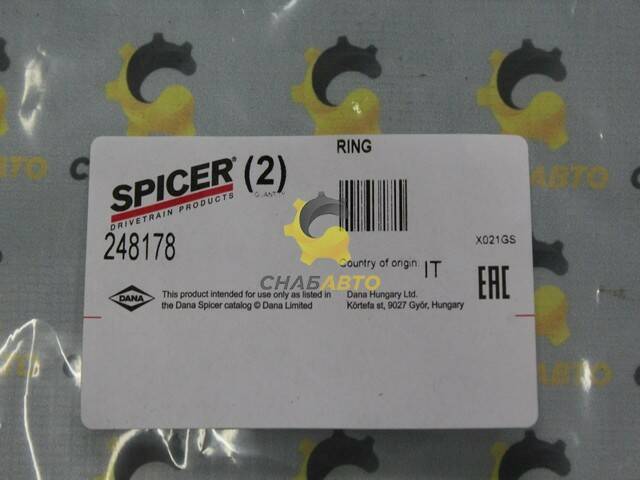 RING
SPICER® (2)
DRIVETRAIN PRODUCTS
QUANTITY
248178
X021GS
Country of origin: IT
СНАБАВТО
EAC
DANA
This product intended for use only as listed in
the Dana Spicer catalog © Dana Limited
Dana Hungary Ltd.
Körtefa st, 9027 Győr, Hungary